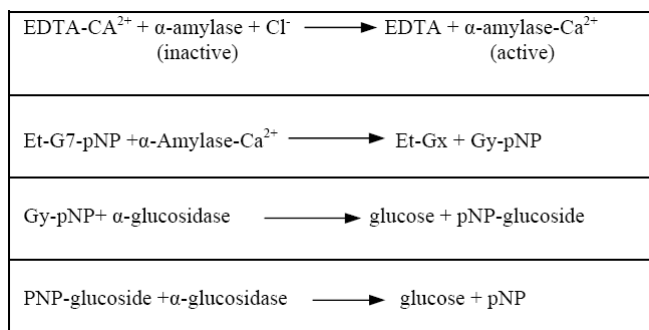 EDTA-CA²⁺ + α-amylase + Cl⁻ ⟶ EDTA + α-amylase-Ca²⁺
(inactive) (active)
Et-G7-pNP +α-Amylase-Ca²⁺ ⟶ Et-Gx + Gy-pNP
Gy-pNP+ α-glucosidase ⟶ glucose + pNP-glucoside
PNP-glucoside +α-glucosidase ⟶ glucose + pNP